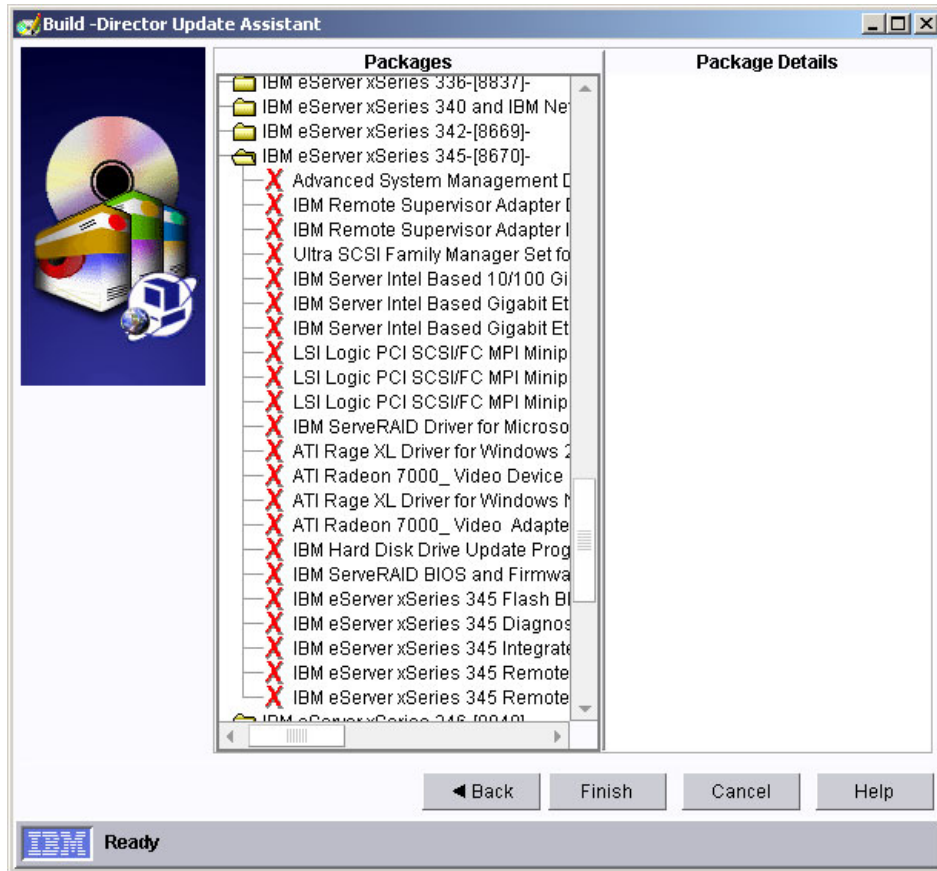 Build -Director Update Assistant
Packages
Package Details
IBM eServer xSeries 336-[8837]-
IBM eServer xSeries 340 and IBM Ne
IBM eServer xSeries 342-[8669]-
IBM eServer xSeries 345-[8670]-
Advanced System Management D
IBM Remote Supervisor Adapter D
IBM Remote Supervisor Adapter I
Ultra SCSI Family Manager Set fo
IBM Server Intel Based 10/100 Gi
IBM Server Intel Based Gigabit Et
IBM Server Intel Based Gigabit Et
LSI Logic PCI SCSI/FC MPI Minip
LSI Logic PCI SCSI/FC MPI Minip
LSI Logic PCI SCSI/FC MPI Minip
IBM ServeRAID Driver for Microso
ATI Rage XL Driver for Windows 2
ATI Radeon 7000_ Video Device
ATI Rage XL Driver for Windows N
ATI Radeon 7000_ Video Adapte
IBM Hard Disk Drive Update Prog
IBM ServeRAID BIOS and Firmwa
IBM eServer xSeries 345 Flash BI
IBM eServer xSeries 345 Diagnos
IBM eServer xSeries 345 Integrate
IBM eServer xSeries 345 Remote
IBM eServer xSeries 345 Remote
IBM eServer xSeries 346-[8840]-
Back
Finish
Cancel
Help
IBM
Ready